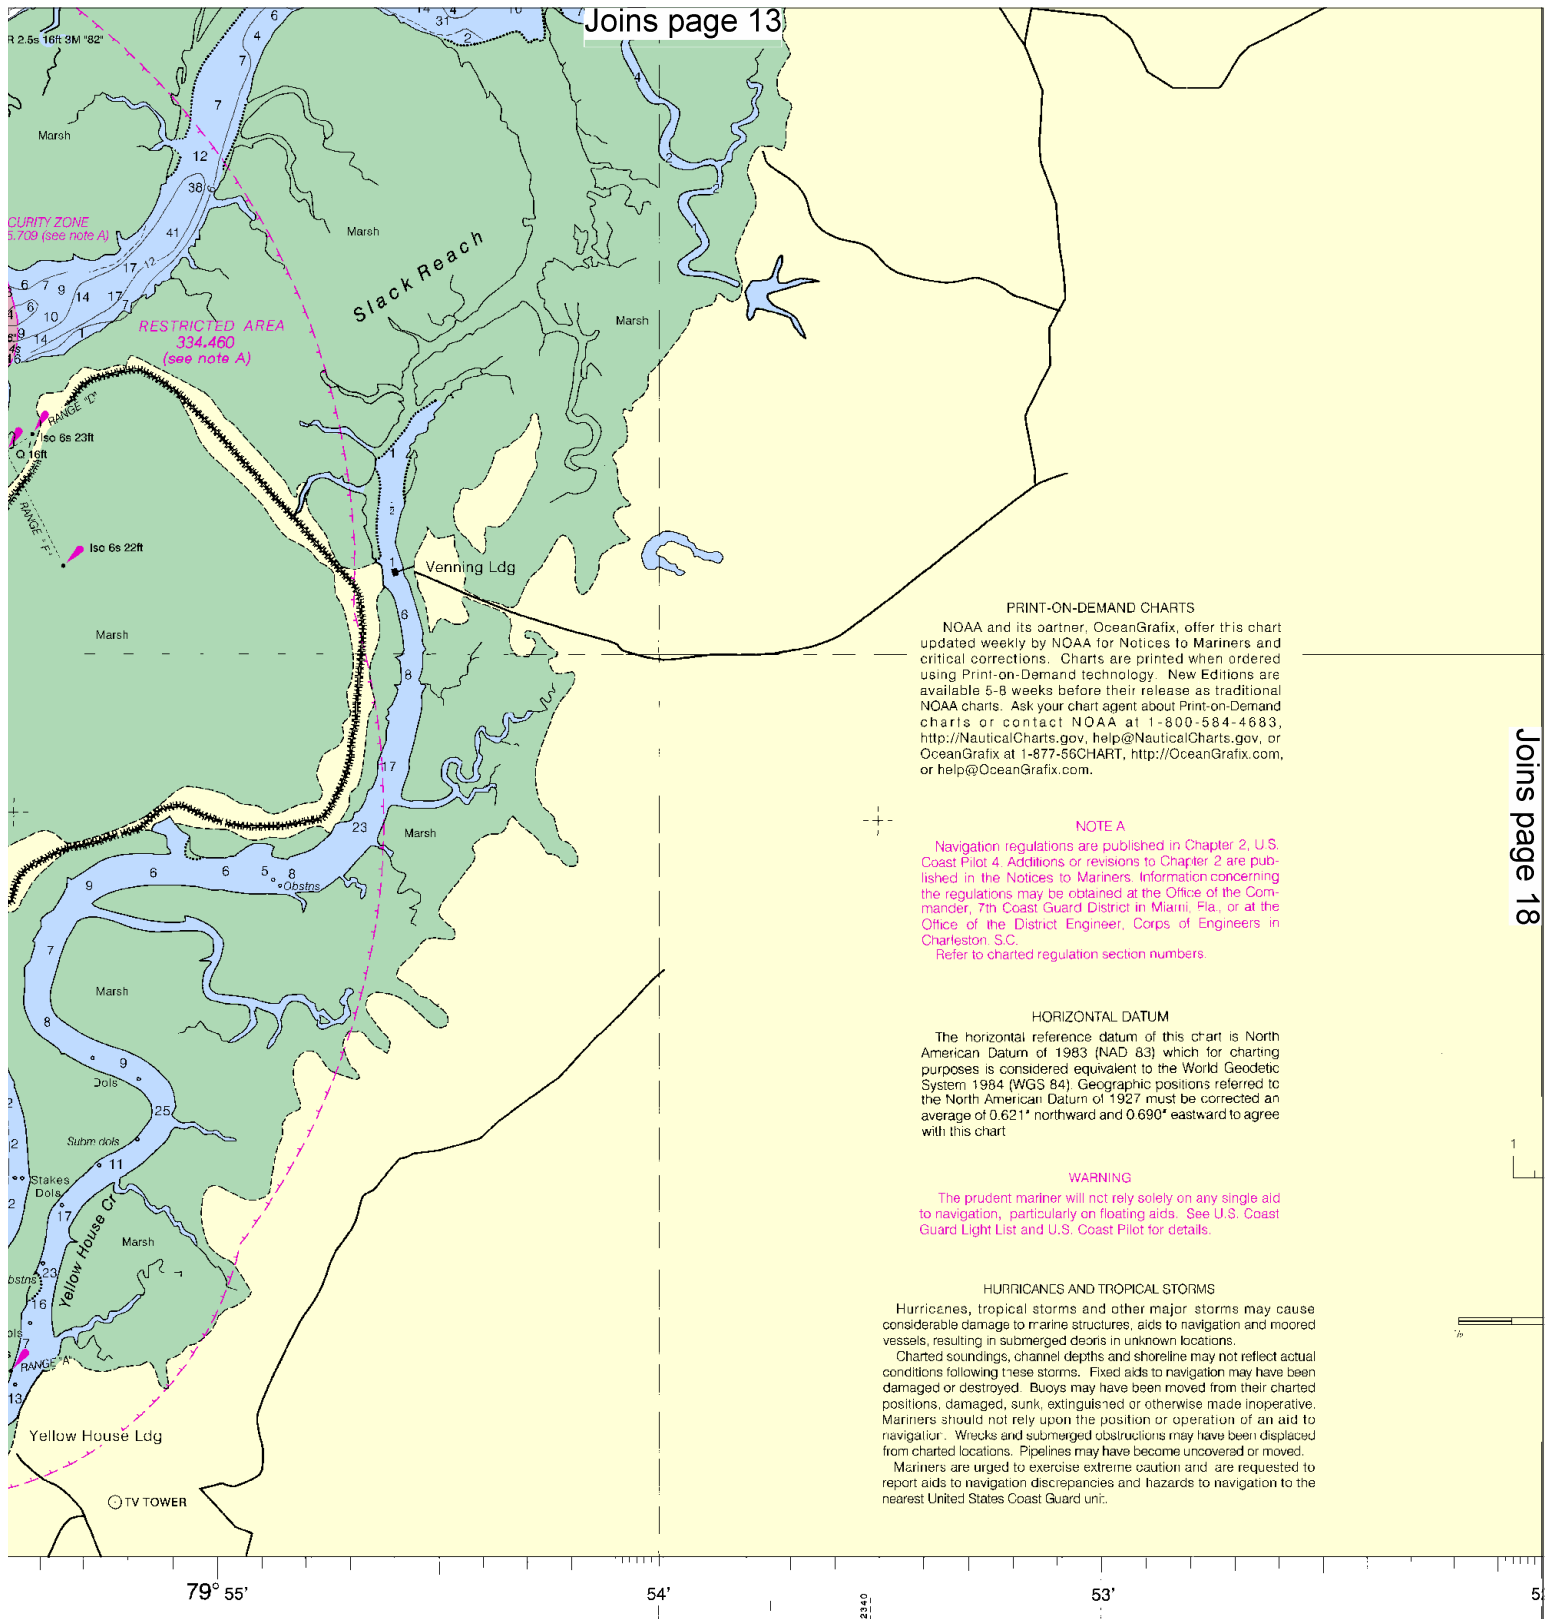 Joins page 13
R 2.5s 16ft 3M "82"
Marsh
CURITY ZONE
5.709 (see note A)
Marsh
Slack Reach
RESTRICTED AREA
334.460
(see note A)
Marsh
RANGE "D"
Iso 6s 23ft
Q 16ft
RANGE "F"
Iso 6s 22ft
Venning Ldg
Marsh
PRINT-ON-DEMAND CHARTS
NOAA and its partner, OceanGrafix, offer this chart
updated weekly by NOAA for Notices to Mariners and
critical corrections. Charts are printed when ordered
using Print-on-Demand technology. New Editions are
available 5-8 weeks before their release as traditional
NOAA charts. Ask your chart agent about Print-on-Demand
charts or contact NOAA at 1-800-584-4683,
http://NauticalCharts.gov, help@NauticalCharts.gov, or
OceanGrafix at 1-877-56CHART, http://OceanGrafix.com,
or help@OceanGrafix.com.
Joins page 18
Marsh
NOTE A
Navigation regulations are published in Chapter 2, U.S.
Coast Pilot 4. Additions or revisions to Chapter 2 are pub-
lished in the Notices to Mariners. Information concerning
the regulations may be obtained at the Office of the Com-
mander, 7th Coast Guard District in Miami, Fla., or at the
Office of the District Engineer, Corps of Engineers in
Charleston, S.C.
Refer to charted regulation section numbers.
Obstns
Marsh
HORIZONTAL DATUM
The horizontal reference datum of this chart is North
American Datum of 1983 (NAD 83) which for charting
purposes is considered equivalent to the World Geodetic
System 1984 (WGS 84). Geographic positions referred to
the North American Datum of 1927 must be corrected an
average of 0.621" northward and 0.690" eastward to agree
with this chart
Dols
Subm dols
Stakes
Dols
Yellow House Cr
Marsh
WARNING
The prudent mariner will not rely solely on any single aid
to navigation, particularly on floating aids. See U.S. Coast
Guard Light List and U.S. Coast Pilot for details.
HURRICANES AND TROPICAL STORMS
Hurricanes, tropical storms and other major storms may cause
considerable damage to marine structures, aids to navigation and moored
vessels, resulting in submerged debris in unknown locations.
Charted soundings, channel depths and shoreline may not reflect actual
conditions following these storms. Fixed aids to navigation may have been
damaged or destroyed. Buoys may have been moved from their charted
positions, damaged, sunk, extinguished or otherwise made inoperative.
Mariners should not rely upon the position or operation of an aid to
navigation. Wrecks and submerged obstructions may have been displaced
from charted locations. Pipelines may have become uncovered or moved.
Mariners are urged to exercise extreme caution and are requested to
report aids to navigation discrepancies and hazards to navigation to the
nearest United States Coast Guard unit.
RANGE "A"
Yellow House Ldg
TV TOWER
79° 55'
54'
53'
2340